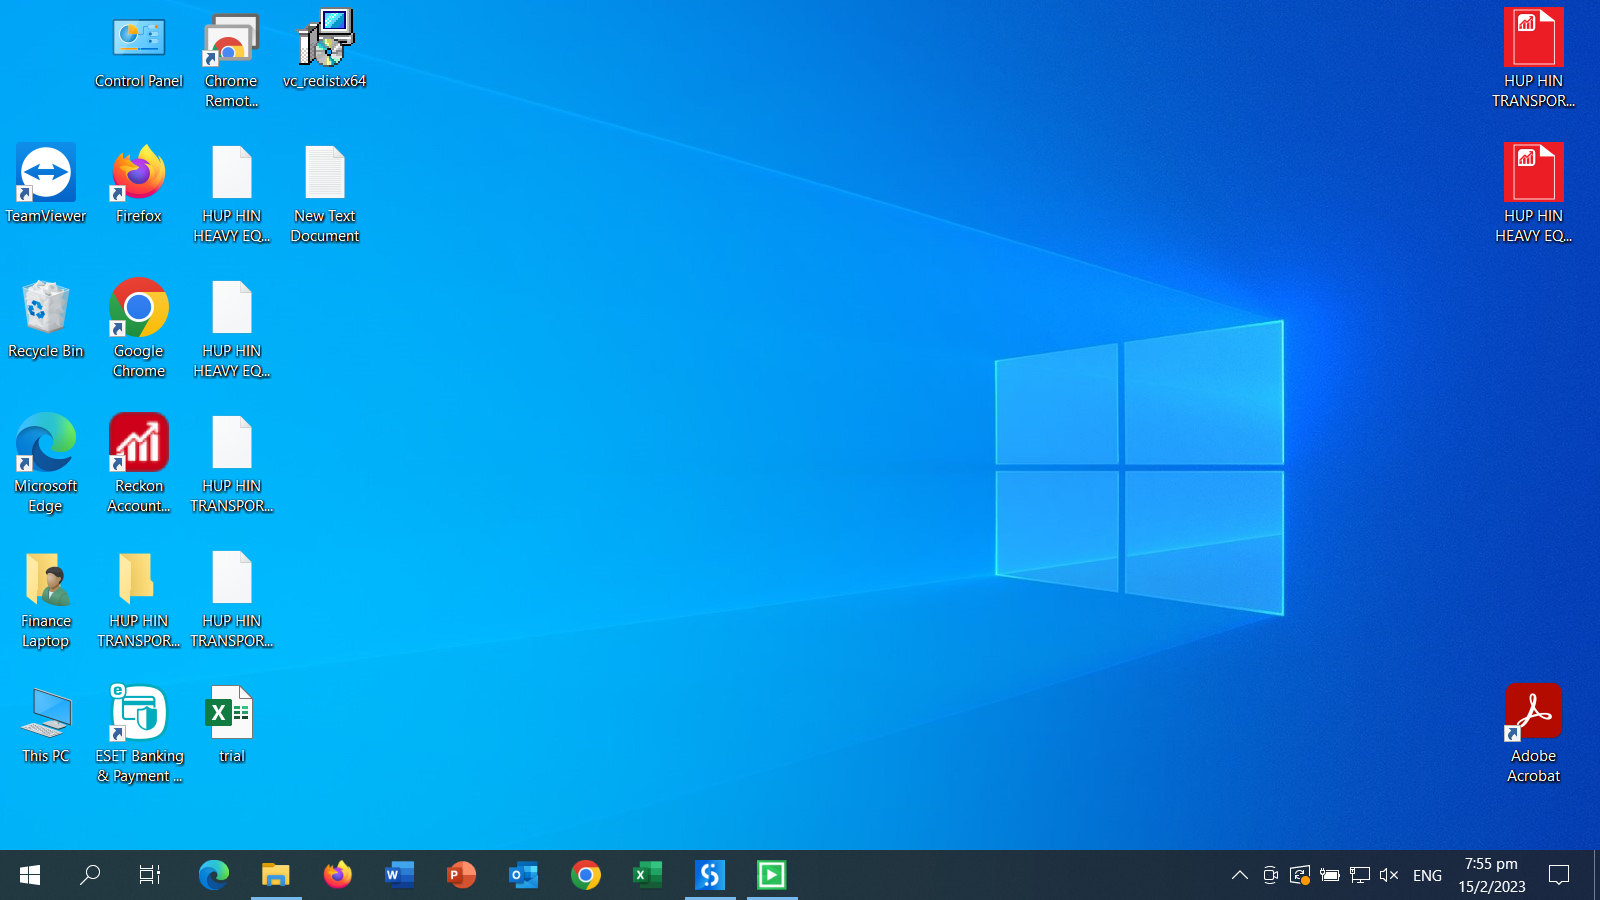 Control Panel
Chrome
Remot...
vc_redist.x64
HUP HIN
TRANSPOR...
TeamViewer
Firefox
HUP HIN
HEAVY EQ...
New Text
Document
HUP HIN
HEAVY EQ...
Recycle Bin
Google
Chrome
HUP HIN
HEAVY EQ...
Microsoft
Edge
Reckon
Account...
HUP HIN
TRANSPOR...
Finance
Laptop
HUP HIN
TRANSPOR...
HUP HIN
TRANSPOR...
This PC
ESET Banking
& Payment ...
trial
Adobe
Acrobat
ENG
7:55 pm
15/2/2023